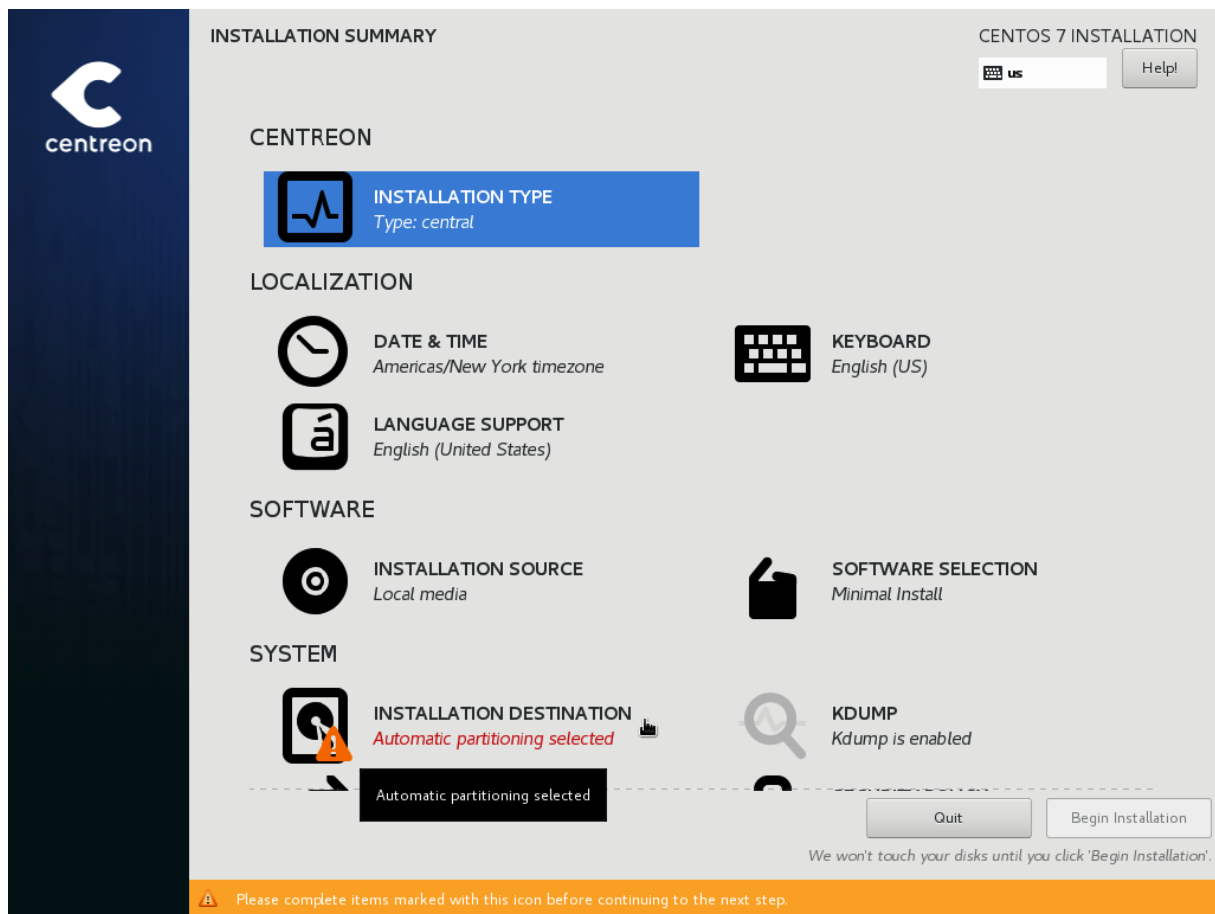 INSTALLATION SUMMARY
CENTOS 7 INSTALLATION
us
Help!
centreon
CENTREON
INSTALLATION TYPE
Type: central
LOCALIZATION
DATE & TIME
Americas/New York timezone
KEYBOARD
English (US)
á
LANGUAGE SUPPORT
English (United States)
SOFTWARE
INSTALLATION SOURCE
Local media
SOFTWARE SELECTION
Minimal Install
SYSTEM
INSTALLATION DESTINATION
Automatic partitioning selected
KDUMP
Kdump is enabled
Automatic partitioning selected
Quit
Begin Installation
We won't touch your disks until you click 'Begin Installation'.
Please complete items marked with this icon before continuing to the next step.